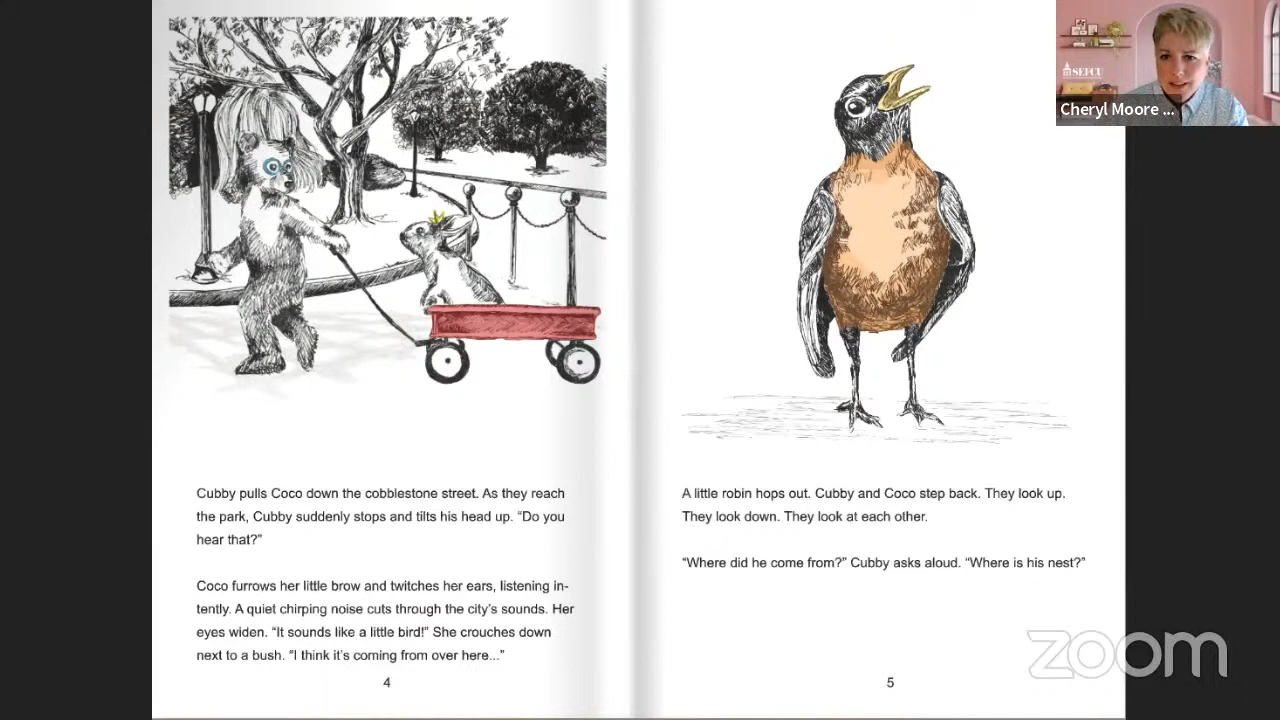 SEFCU
Cheryl Moore ...
Cubby pulls Coco down the cobblestone street. As they reach
the park, Cubby suddenly stops and tilts his head up. “Do you
hear that?”
Coco furrows her little brow and twitches her ears, listening in-
tently. A quiet chirping noise cuts through the city’s sounds. Her
eyes widen. “It sounds like a little bird!” She crouches down
next to a bush. “I think it’s coming from over here...”
4
A little robin hops out. Cubby and Coco step back. They look up.
They look down. They look at each other.
“Where did he come from?” Cubby asks aloud. “Where is his nest?”
5
zoom